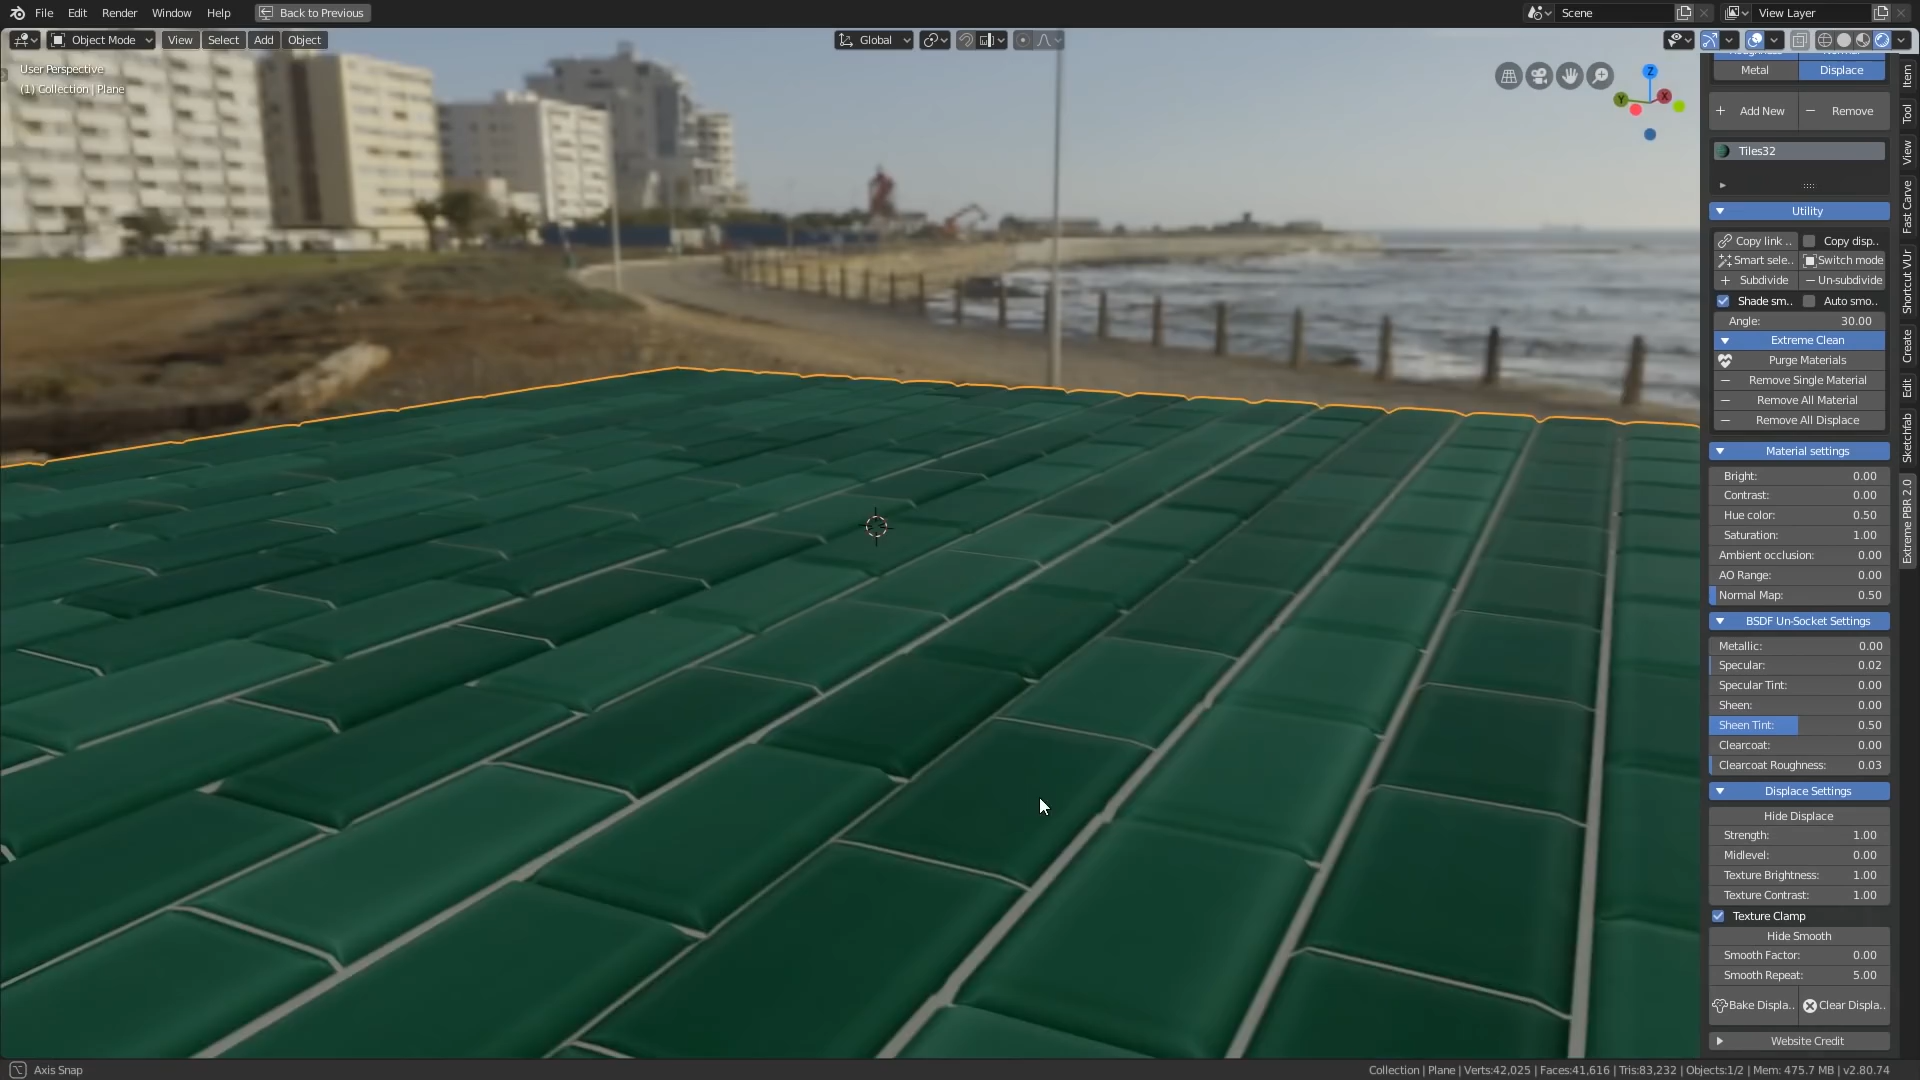 File Edit Render Window Help Back to Previous Scene View Layer
Object Mode View Select Add Object Global
User Perspective
(1) Collection | Plane
Z
Y X
Metal Displace
Add New Remove
Tiles32
Utility
Copy link .. Copy disp..
Smart sele.. Switch mode
Subdivide Un-subdivide
Shade sm.. Auto smo..
Angle: 30.00
Extreme Clean
Purge Materials
Remove Single Material
Remove All Material
Remove All Displace
Material settings
Bright: 0.00
Contrast: 0.00
Hue color: 0.50
Saturation: 1.00
Ambient occlusion: 0.00
AO Range: 0.00
Normal Map: 0.50
BSDF Un-Socket Settings
Metallic: 0.00
Specular: 0.02
Specular Tint: 0.00
Sheen: 0.00
Sheen Tint: 0.50
Clearcoat: 0.00
Clearcoat Roughness: 0.03
Displace Settings
Hide Displace
Strength: 1.00
Midlevel: 0.00
Texture Brightness: 1.00
Texture Contrast: 1.00
Texture Clamp
Hide Smooth
Smooth Factor: 0.00
Smooth Repeat: 5.00
Bake Displa.. Clear Displa..
Website Credit
Item
Tool
View
Fast Carve
Shortcut VUr
Create
Edit
Sketchfab
Extreme PBR 2.0
Axis Snap
Collection | Plane | Verts:42,025 | Faces:41,616 | Tris:83,232 | Objects:1/2 | Mem: 475.7 MB | v2.80.74